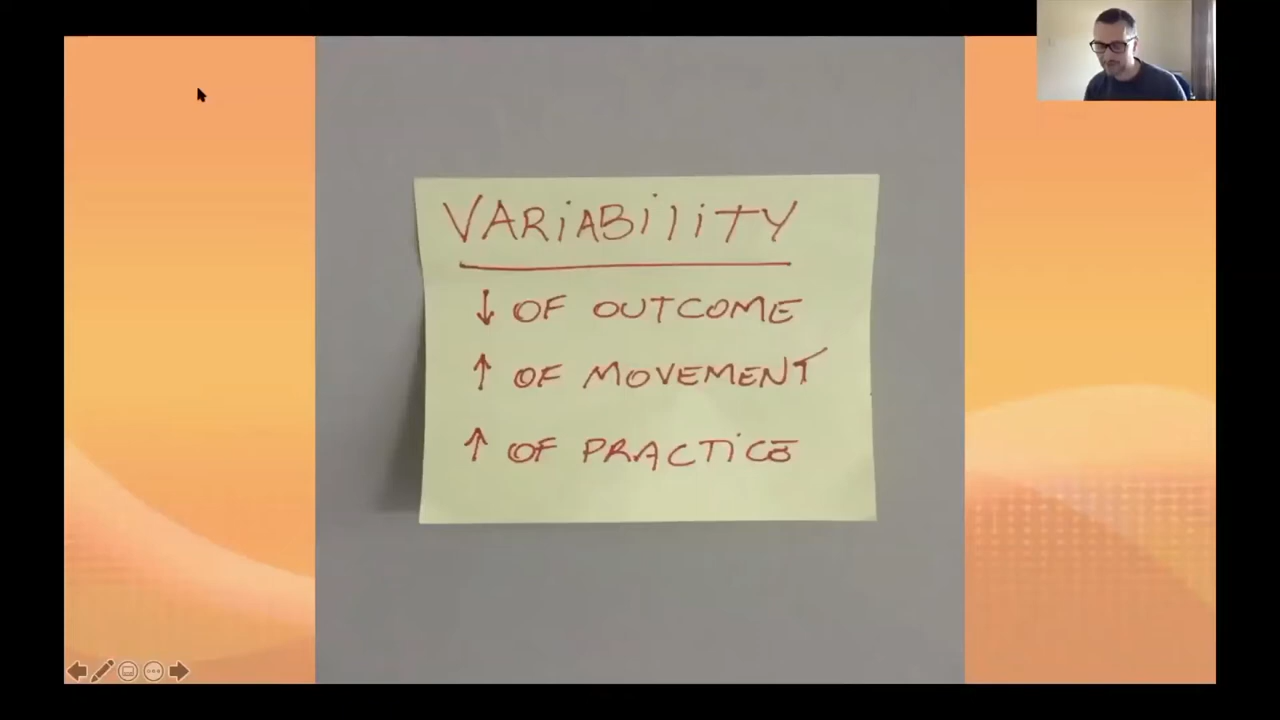 VARiABiliTY
↓ OF OUTCOME
↑ OF MOVEMENT
↑ OF PRACTiCE